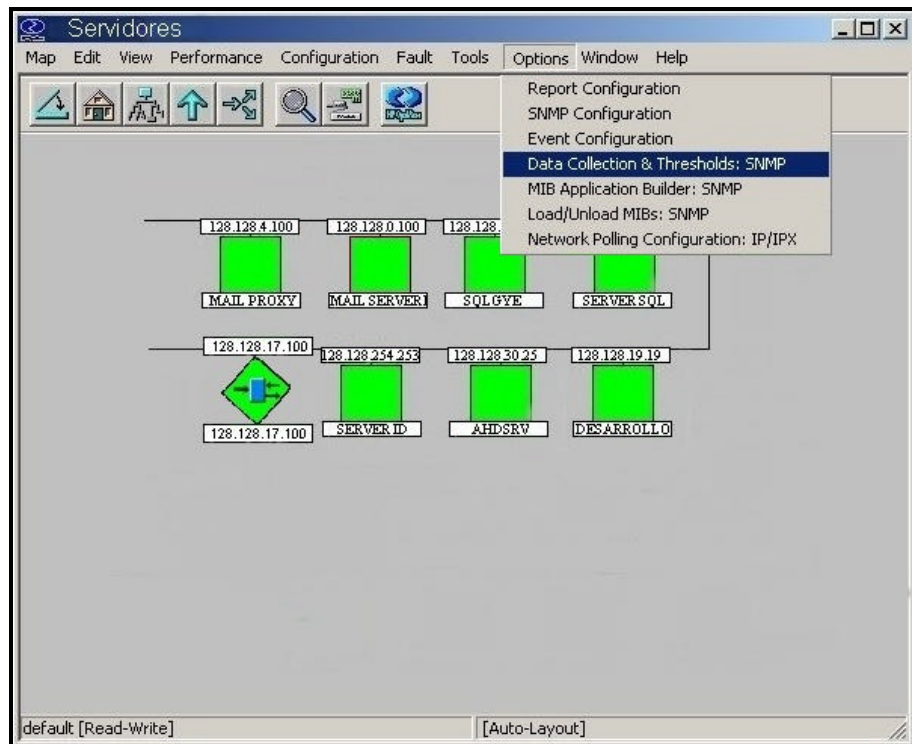 Servidores
Map Edit View Performance Configuration Fault Tools Options Window Help
Report Configuration
SNMP Configuration
Event Configuration
Data Collection & Thresholds: SNMP
MIB Application Builder: SNMP
Load/Unload MIBs: SNMP
Network Polling Configuration: IP/IPX
128.128.4.100 128.128.0.100 128.128.
MAIL PROXY MAIL SERVER1 SQLGYE SERVER SQL
128.128.17.100 128.128.254.253 128.128.30.25 128.128.19.19
128.128.17.100 SERVER ID AHDSRV DESARROLLO
default [Read-Write] [Auto-Layout]